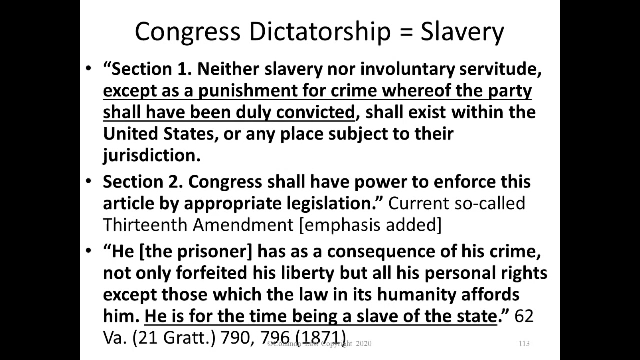 Congress Dictatorship = Slavery
• “Section 1. Neither slavery nor involuntary servitude,
except as a punishment for crime whereof the party
shall have been duly convicted, shall exist within the
United States, or any place subject to their
jurisdiction.
• Section 2. Congress shall have power to enforce this
article by appropriate legislation.” Current so-called
Thirteenth Amendment [emphasis added]
• “He [the prisoner] has as a consequence of his crime,
not only forfeited his liberty but all his personal rights
except those which the law in its humanity affords
him. He is for the time being a slave of the state.” 62
Va. (21 Gratt.) 790, 796 (1871)
2020
113